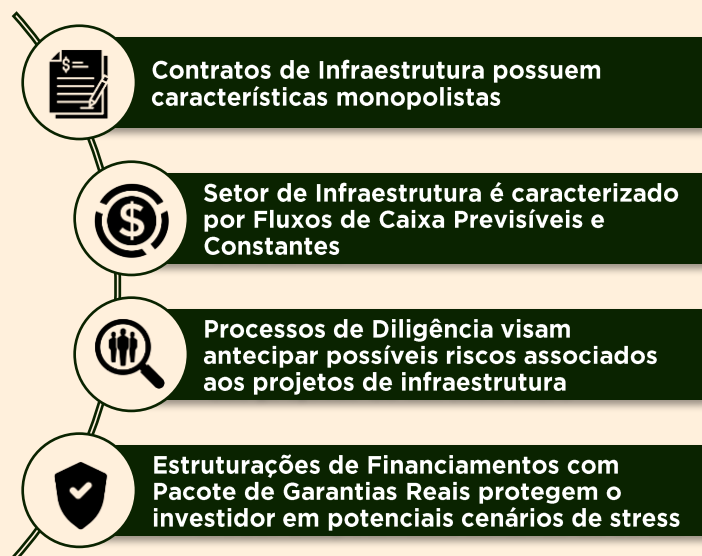 $=
Contratos de Infraestrutura possuem
características monopolistas
$
Setor de Infraestrutura é caracterizado
por Fluxos de Caixa Previsíveis e
Constantes
Processos de Diligência visam
antecipar possíveis riscos associados
aos projetos de infraestrutura
Estruturações de Financiamentos com
Pacote de Garantias Reais protegem o
investidor em potenciais cenários de stress